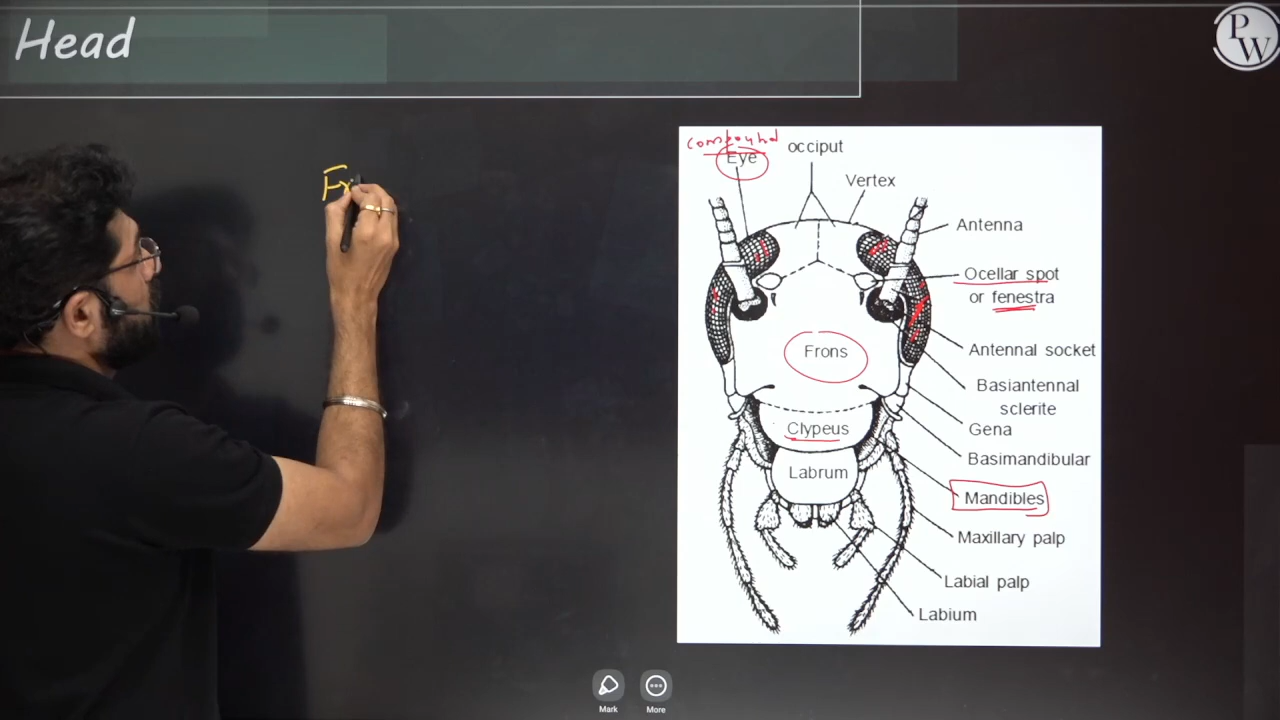 Head
PW
Fr
compound
Eye
occiput
Vertex
Antenna
Ocellar spot
or fenestra
Frons
Antennal socket
Basiantennal
sclerite
Clypeus
Gena
Basimandibular
Labrum
Mandibles
Maxillary palp
Labial palp
Labium
Mark
More